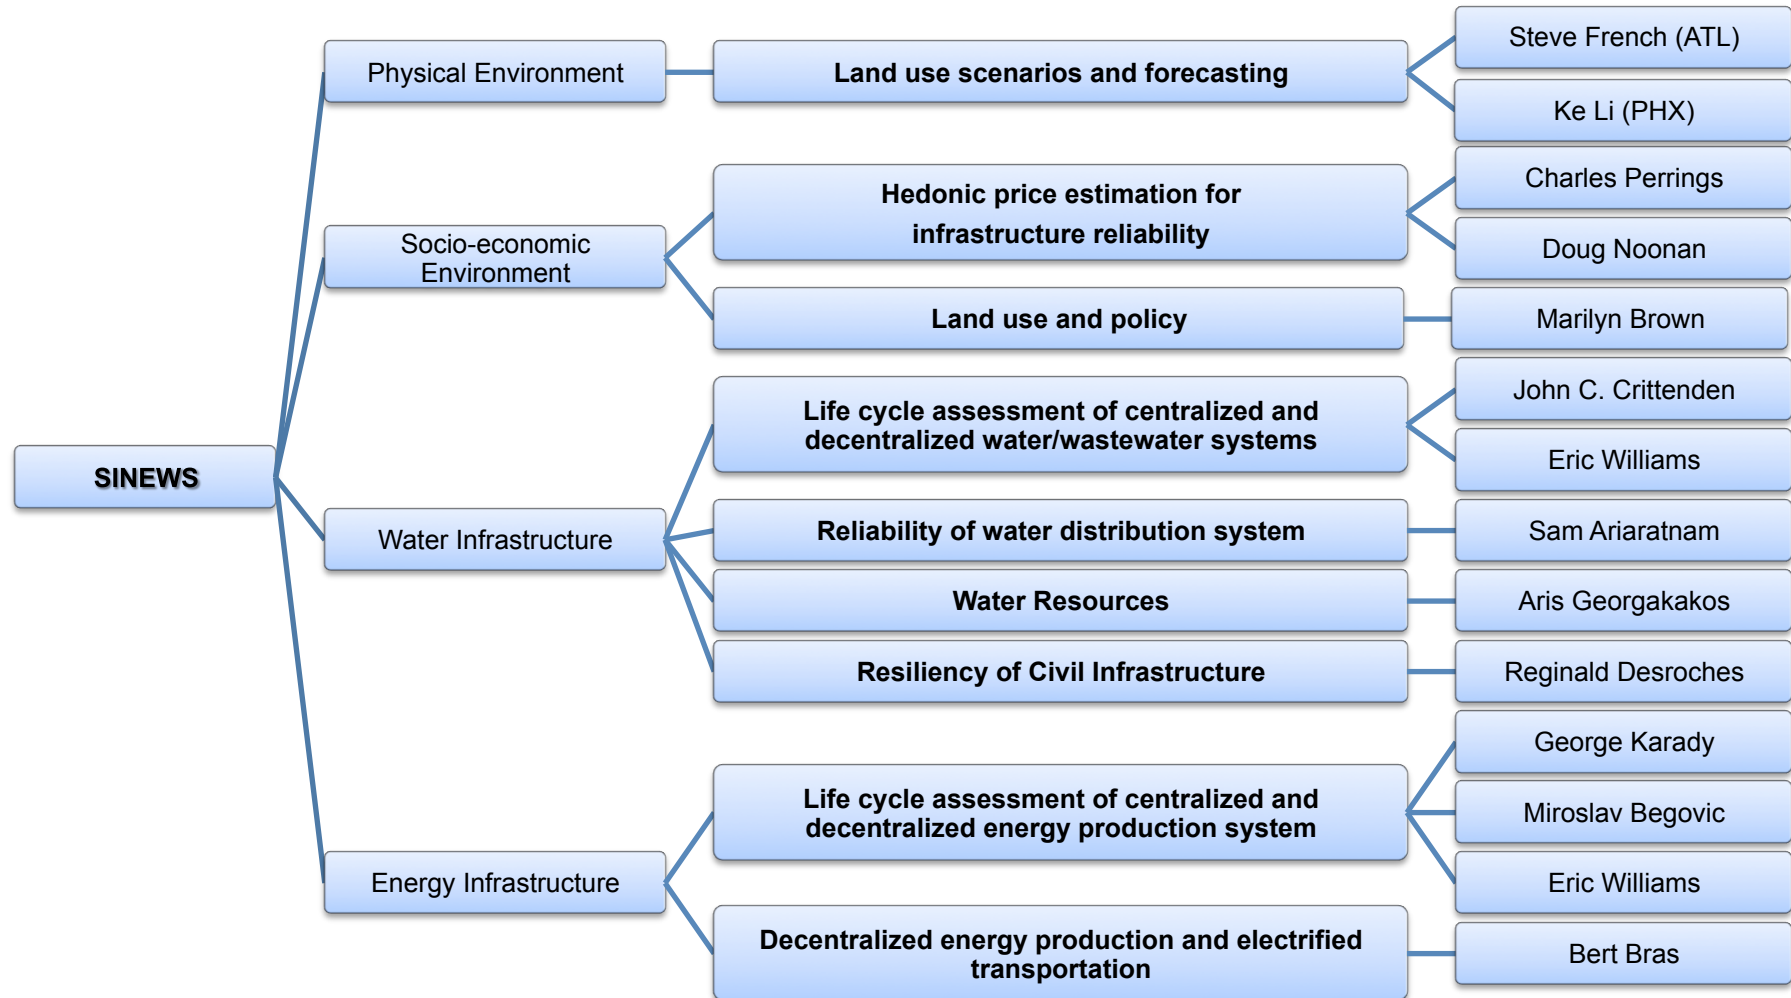 SINEWS
Physical Environment
Land use scenarios and forecasting
Steve French (ATL)
Ke Li (PHX)
Socio-economic
Environment
Hedonic price estimation for
infrastructure reliability
Charles Perrings
Doug Noonan
Land use and policy
Marilyn Brown
Water Infrastructure
Life cycle assessment of centralized and
decentralized water/wastewater systems
John C. Crittenden
Eric Williams
Reliability of water distribution system
Sam Ariaratnam
Water Resources
Aris Georgakakos
Resiliency of Civil Infrastructure
Reginald Desroches
Energy Infrastructure
Life cycle assessment of centralized and
decentralized energy production system
George Karady
Miroslav Begovic
Eric Williams
Decentralized energy production and electrified
transportation
Bert Bras